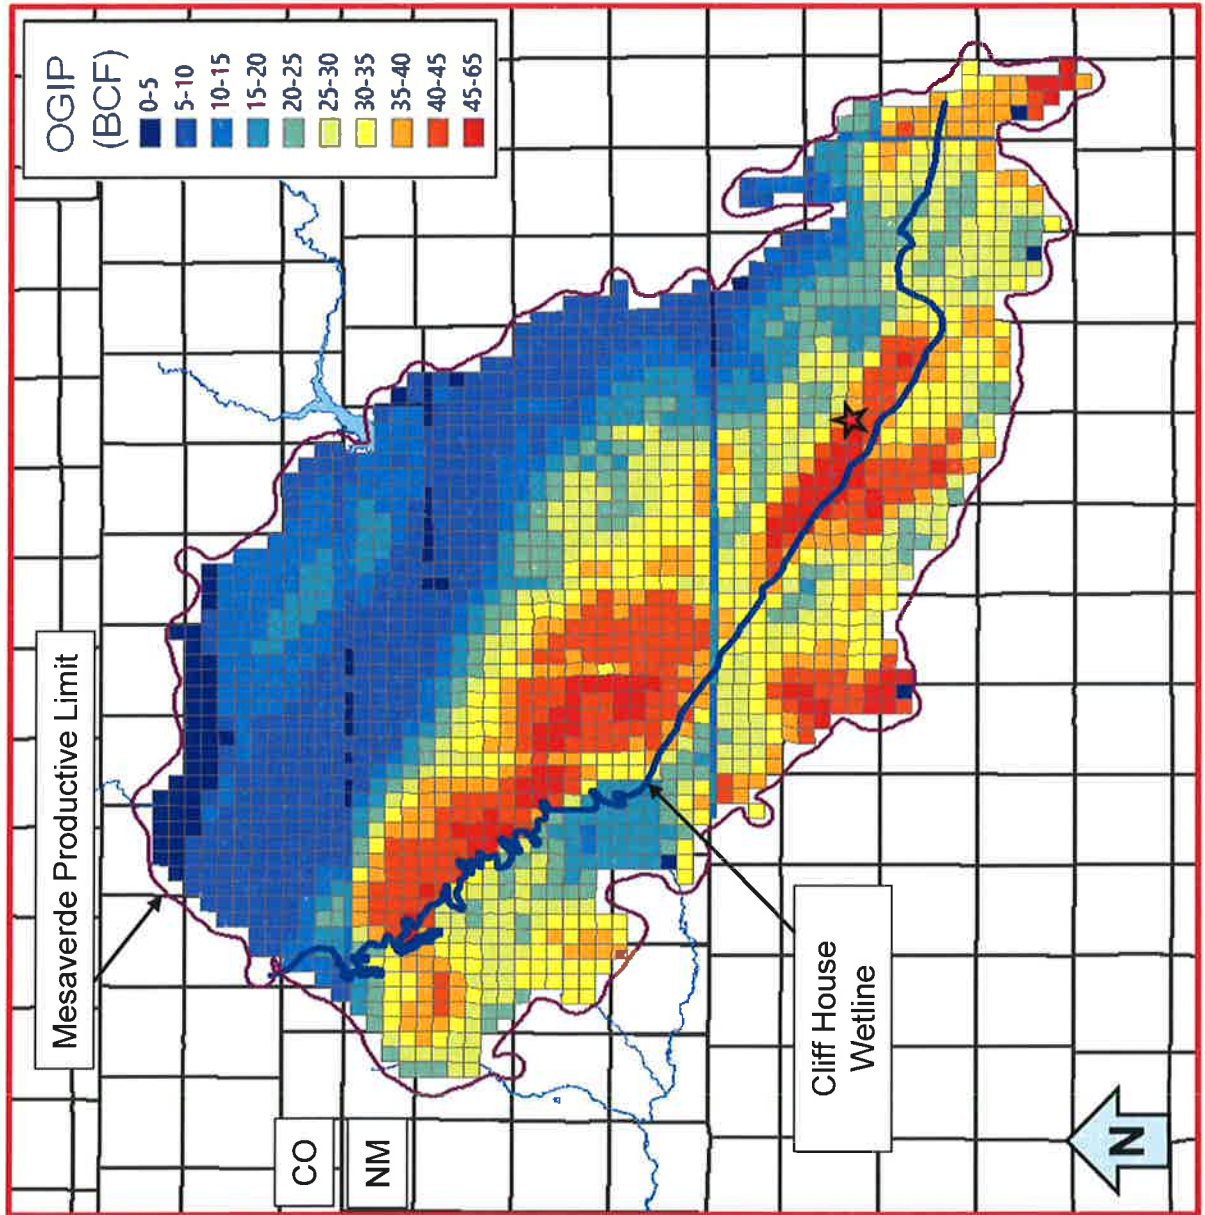 OGIP
(BCF)
0-5
5-10
10-15
15-20
20-25
25-30
30-35
35-40
40-45
45-65
Mesaverde Productive Limit
CO
NM
Cliff House
Wetline
N